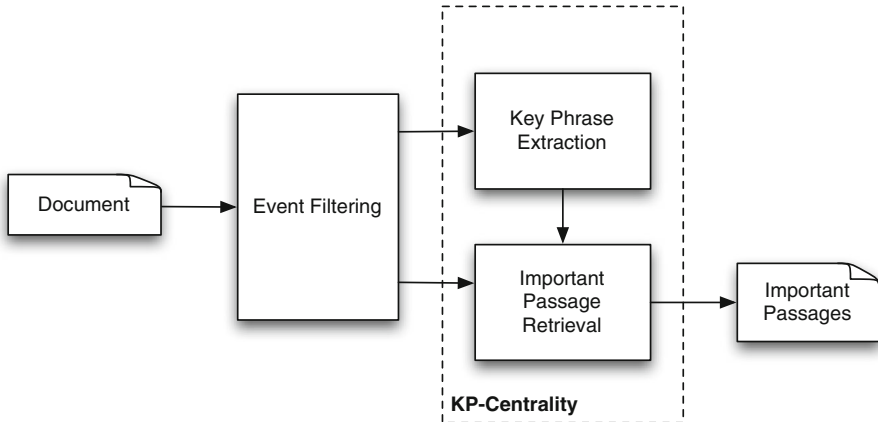 Document
Event Filtering
Key Phrase
Extraction
Important
Passage
Retrieval
Important
Passages
KP-Centrality